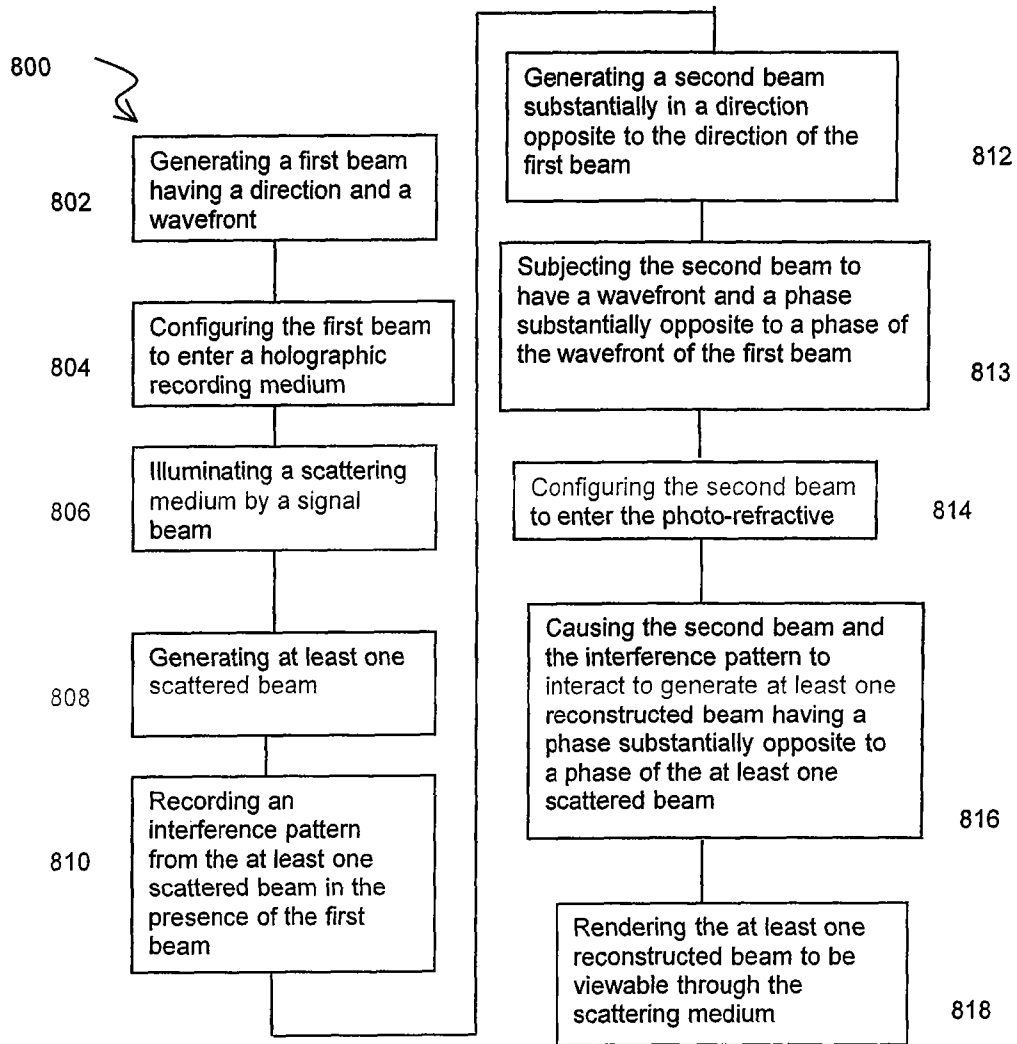 800
802
Generating a first beam
having a direction and a
wavefront
804
Configuring the first beam
to enter a holographic
recording medium
806
Illuminating a scattering
medium by a signal
beam
808
Generating at least one
scattered beam
810
Recording an
interference pattern
from the at least one
scattered beam in the
presence of the first
beam
Generating a second beam
substantially in a direction
opposite to the direction of the
first beam
812
Subjecting the second beam to
have a wavefront and a phase
substantially opposite to a phase of
the wavefront of the first beam
813
Configuring the second beam
to enter the photo-refractive
814
Causing the second beam and
the interference pattern to
interact to generate at least one
reconstructed beam having a
phase substantially opposite to
a phase of the at least one
scattered beam
816
Rendering the at least one
reconstructed beam to be
viewable through the
scattering medium
818